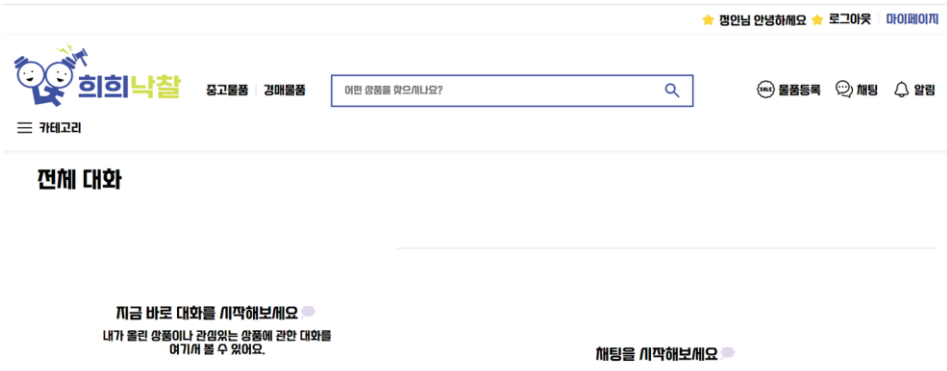 정인님 안녕하세요 로그아웃 마이페이지
희희낙찰 중고물품 경매물품 어떤 상품을 찾으시나요? SALE 물품등록 채팅 알림
카테고리
전체 대화
지금 바로 대화를 시작해보세요
내가 올린 상품이나 관심있는 상품에 관한 대화를
여기서 볼 수 있어요.
채팅을 시작해보세요